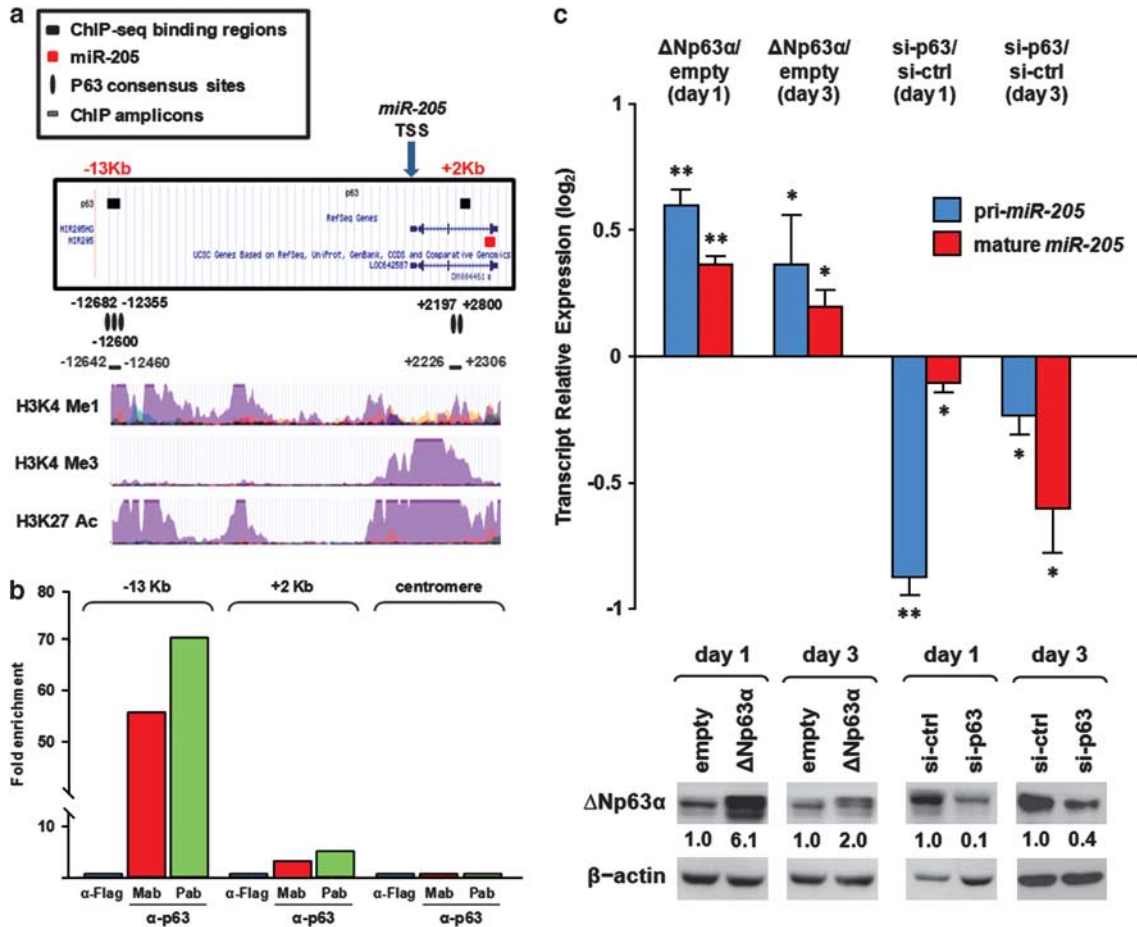 a
ChIP-seq binding regions
miR-205
P63 consensus sites
ChIP amplicons
miR-205
TSS
-13Kb
+2Kb
p63
p63
RefSeq Genes
MIR205HG
MIR205
UCSC Genes Based on RefSeq, UniProt, GenBank, CCDS and Comparative Genomics
LOC642587
-12682 -12355
+2197 +2800
-12600
-12642 -12460
+2226 +2306
H3K4 Me1
H3K4 Me3
H3K27 Ac
b
-13 Kb
+2 Kb
centromere
Fold enrichment
80
70
60
50
10
α-Flag Mab Pab α-Flag Mab Pab α-Flag Mab Pab
α-p63 α-p63 α-p63
c
ΔNp63α/
empty
(day 1)
ΔNp63α/
empty
(day 3)
si-p63/
si-ctrl
(day 1)
si-p63/
si-ctrl
(day 3)
Transcript Relative Expression (log2)
1
0.5
0
-0.5
-1
** ** * *
** * * *
pri-miR-205
mature miR-205
day 1 day 3 day 1 day 3
empty ΔNp63α empty ΔNp63α si-ctrl si-p63 si-ctrl si-p63
ΔNp63α
1.0 6.1 1.0 2.0 1.0 0.1 1.0 0.4
β-actin